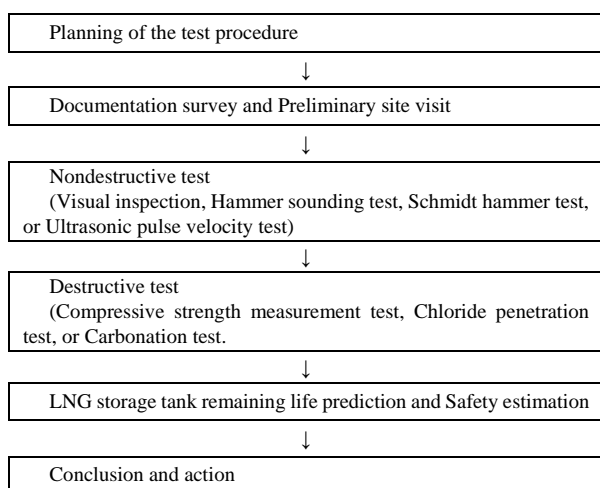 Planning of the test procedure
↓
Documentation survey and Preliminary site visit
↓
Nondestructive test
(Visual inspection, Hammer sounding test, Schmidt hammer test,
or Ultrasonic pulse velocity test)
↓
Destructive test
(Compressive strength measurement test, Chloride penetration
test, or Carbonation test.
↓
LNG storage tank remaining life prediction and Safety estimation
↓
Conclusion and action